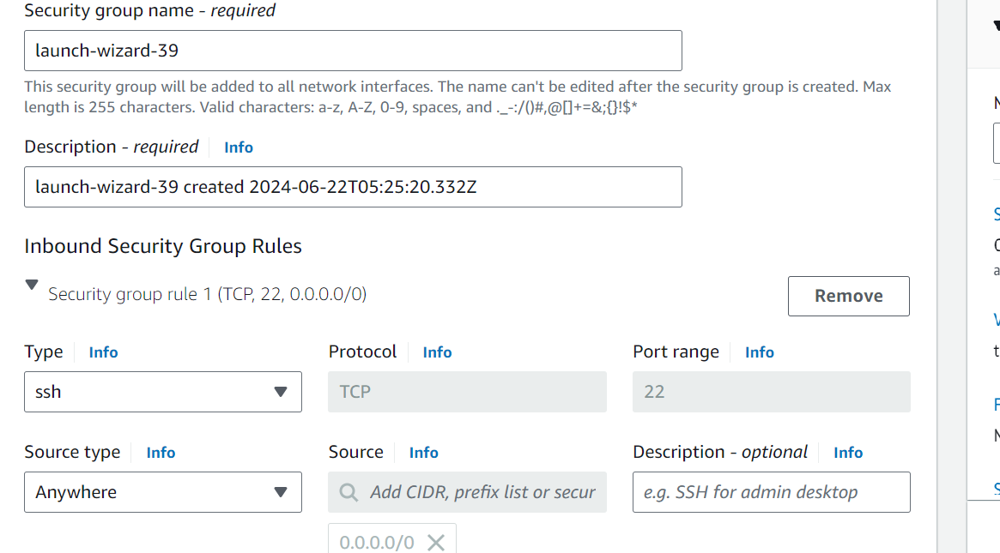 Security group name - required
launch-wizard-39
This security group will be added to all network interfaces. The name can't be edited after the security group is created. Max
length is 255 characters. Valid characters: a-z, A-Z, 0-9, spaces, and ._-:/()#,@[]+=&;{}!$*
Description - required Info
launch-wizard-39 created 2024-06-22T05:25:20.332Z
Inbound Security Group Rules
Security group rule 1 (TCP, 22, 0.0.0.0/0)
Remove
Type Info Protocol Info Port range Info
ssh TCP 22
Source type Info Source Info Description - optional Info
Anywhere Add CIDR, prefix list or secur e.g. SSH for admin desktop
0.0.0.0/0